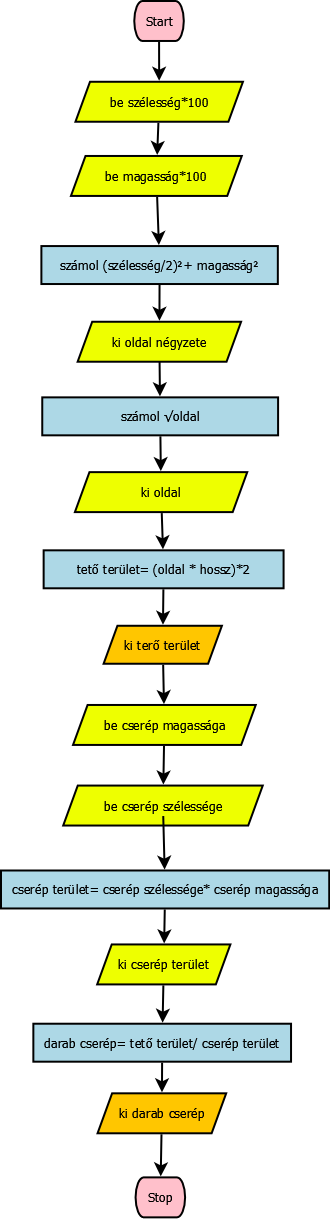 Start
be szélesség*100
be magasság*100
számol (szélesség/2)²+ magasság²
ki oldal négyzete
számol √oldal
ki oldal
tető terület= (oldal * hossz)*2
ki terő terület
be cserép magassága
be cserép szélessége
cserép terület= cserép szélessége* cserép magassága
ki cserép terület
darab cserép= tető terület/ cserép terület
ki darab cserép
Stop